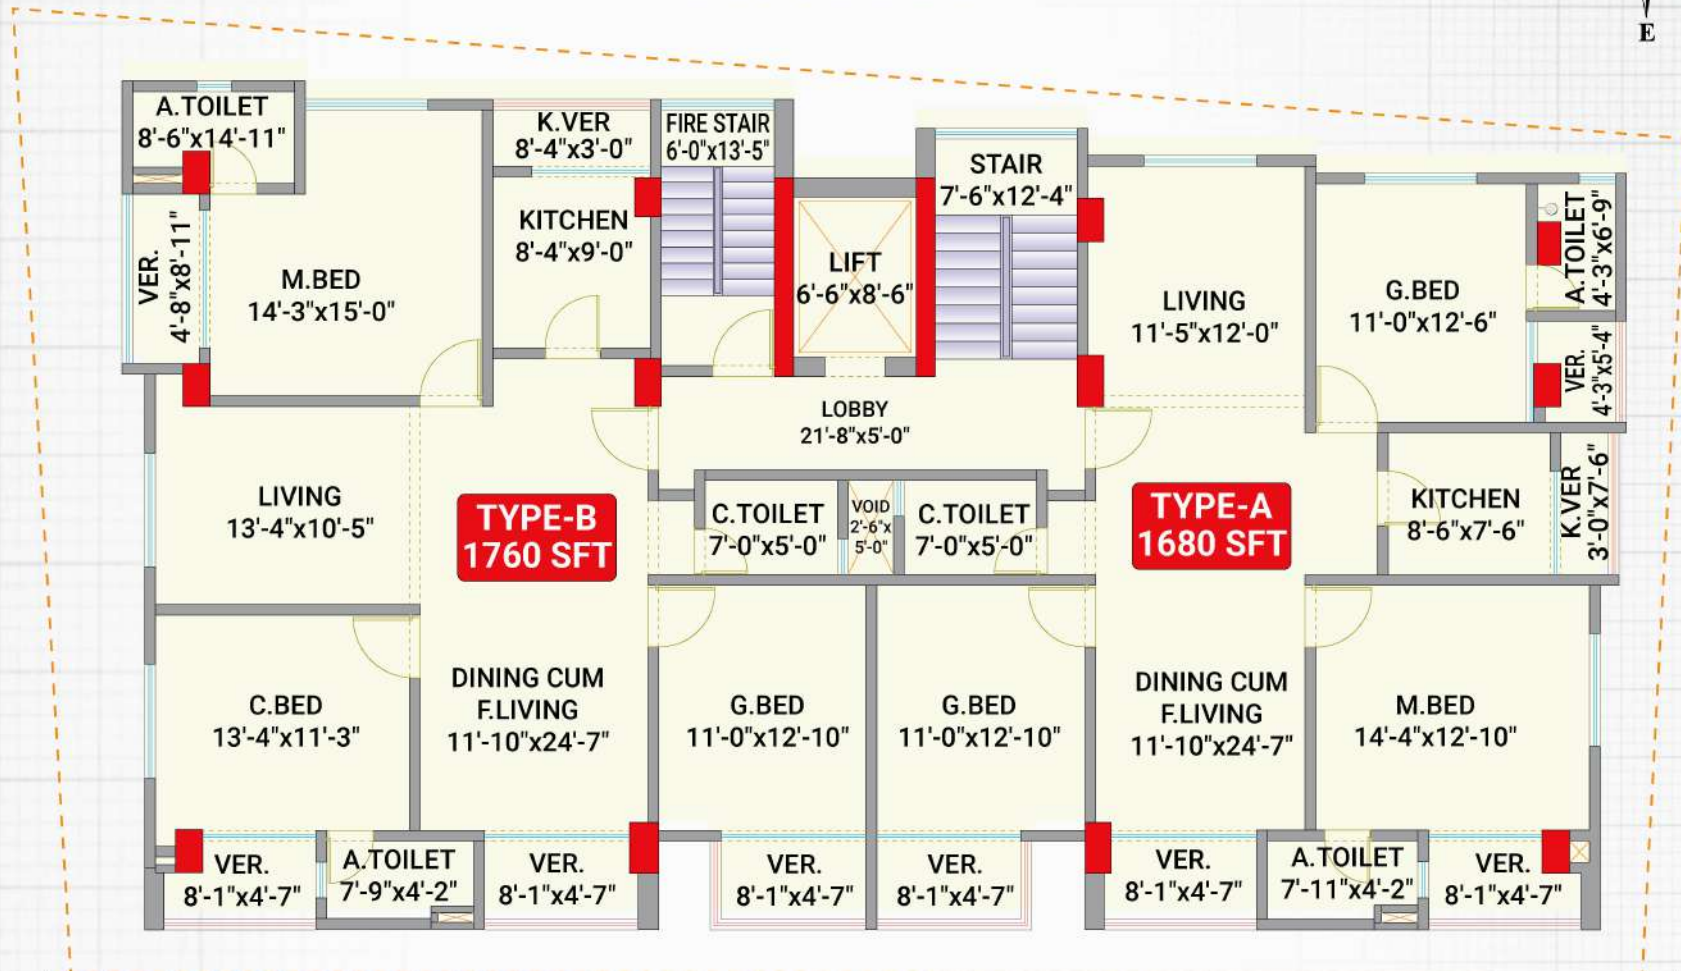 E
A.TOILET
8'-6"x14'-11"
K.VER
8'-4"x3'-0"
FIRE STAIR
6'-0"x13'-5"
STAIR
7'-6"x12'-4"
VER.
4'-8"x8'-11"
M.BED
14'-3"x15'-0"
KITCHEN
8'-4"x9'-0"
LIFT
6'-6"x8'-6"
LIVING
11'-5"x12'-0"
G.BED
11'-0"x12'-6"
A.TOILET
4'-3"x6'-9"
VER.
4'-3"x5'-4"
LOBBY
21'-8"x5'-0"
LIVING
13'-4"x10'-5"
TYPE-B
1760 SFT
C.TOILET
7'-0"x5'-0"
VOID
2'-6"x
5'-0"
C.TOILET
7'-0"x5'-0"
TYPE-A
1680 SFT
KITCHEN
8'-6"x7'-6"
K.VER
3'-0"x7'-6"
C.BED
13'-4"x11'-3"
DINING CUM
F.LIVING
11'-10"x24'-7"
G.BED
11'-0"x12'-10"
G.BED
11'-0"x12'-10"
DINING CUM
F.LIVING
11'-10"x24'-7"
M.BED
14'-4"x12'-10"
VER.
8'-1"x4'-7"
A.TOILET
7'-9"x4'-2"
VER.
8'-1"x4'-7"
VER.
8'-1"x4'-7"
VER.
8'-1"x4'-7"
VER.
8'-1"x4'-7"
A.TOILET
7'-11"x4'-2"
VER.
8'-1"x4'-7"